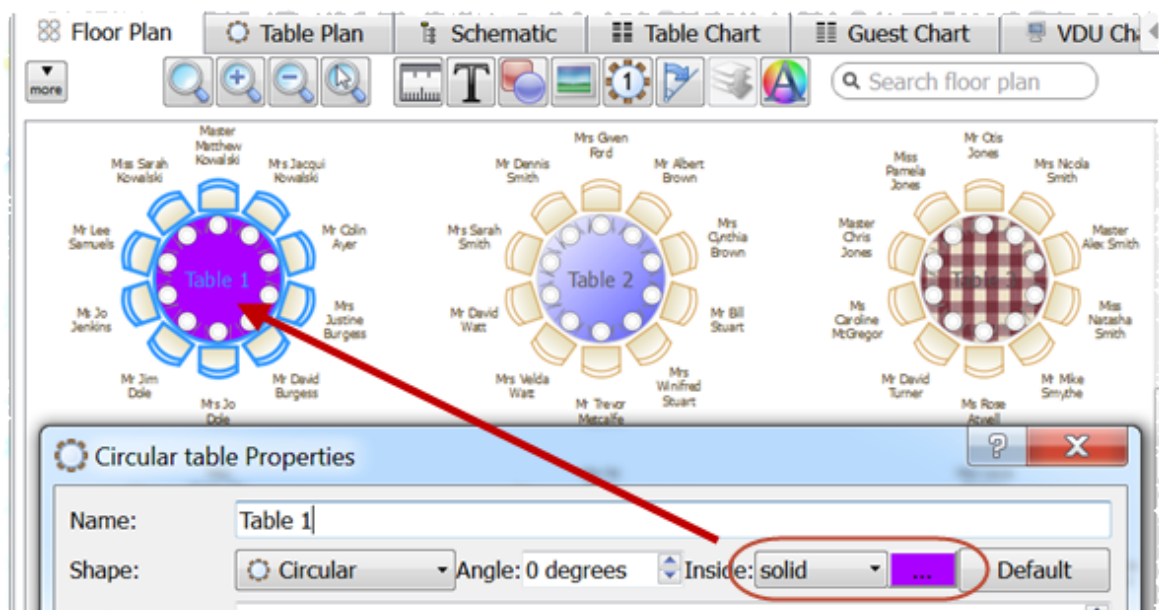 Floor Plan
Table Plan
Schematic
Table Chart
Guest Chart
VDU Ch
more
T
1
A
Search floor plan
Master
Matthew
Kowalski
Miss Sarah
Kowalski
Mrs Jacqui
Kowalski
Mr Lee
Samuels
Mr Colin
Ayer
Table 1
Ms Jo
Jenkins
Mrs
Justine
Burgess
Mr Jim
Dole
Mr David
Burgess
Mrs Jo
Dole
Mrs Gwen
Ford
Mr Dennis
Smith
Mr Albert
Brown
Mrs Sarah
Smith
Mrs
Cynthia
Brown
Table 2
Mr David
Watt
Mr Bill
Stuart
Mrs Velda
Watt
Mrs
Winifred
Stuart
Mr Trevor
Metcalfe
Mr Otis
Jones
Miss
Pamela
Jones
Mrs Nicola
Smith
Master
Chris
Jones
Master
Alex Smith
Table 3
Ms
Caroline
McGregor
Miss
Natasha
Smith
Mr David
Turner
Mr Mike
Smythe
Ms Rose
Atwell
Circular table Properties
? X
Name: Table 1
Shape: Circular Angle: 0 degrees Inside: solid ... Default